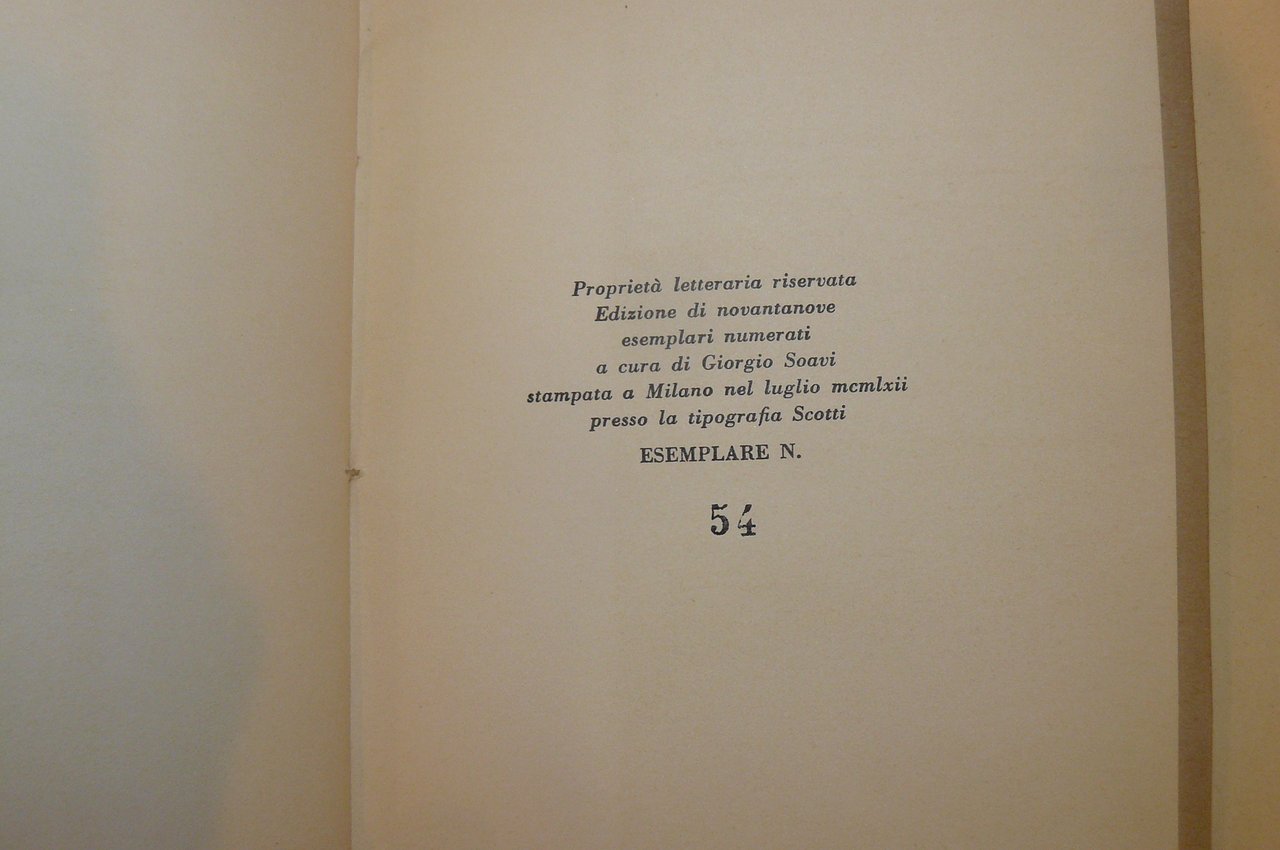 Proprietà letteraria riservata
Edizione di novantanove
esemplari numerati
a cura di Giorgio Soavi
stampata a Milano nel luglio mcmlxii
presso la tipografia Scotti
ESEMPLARE N.
54